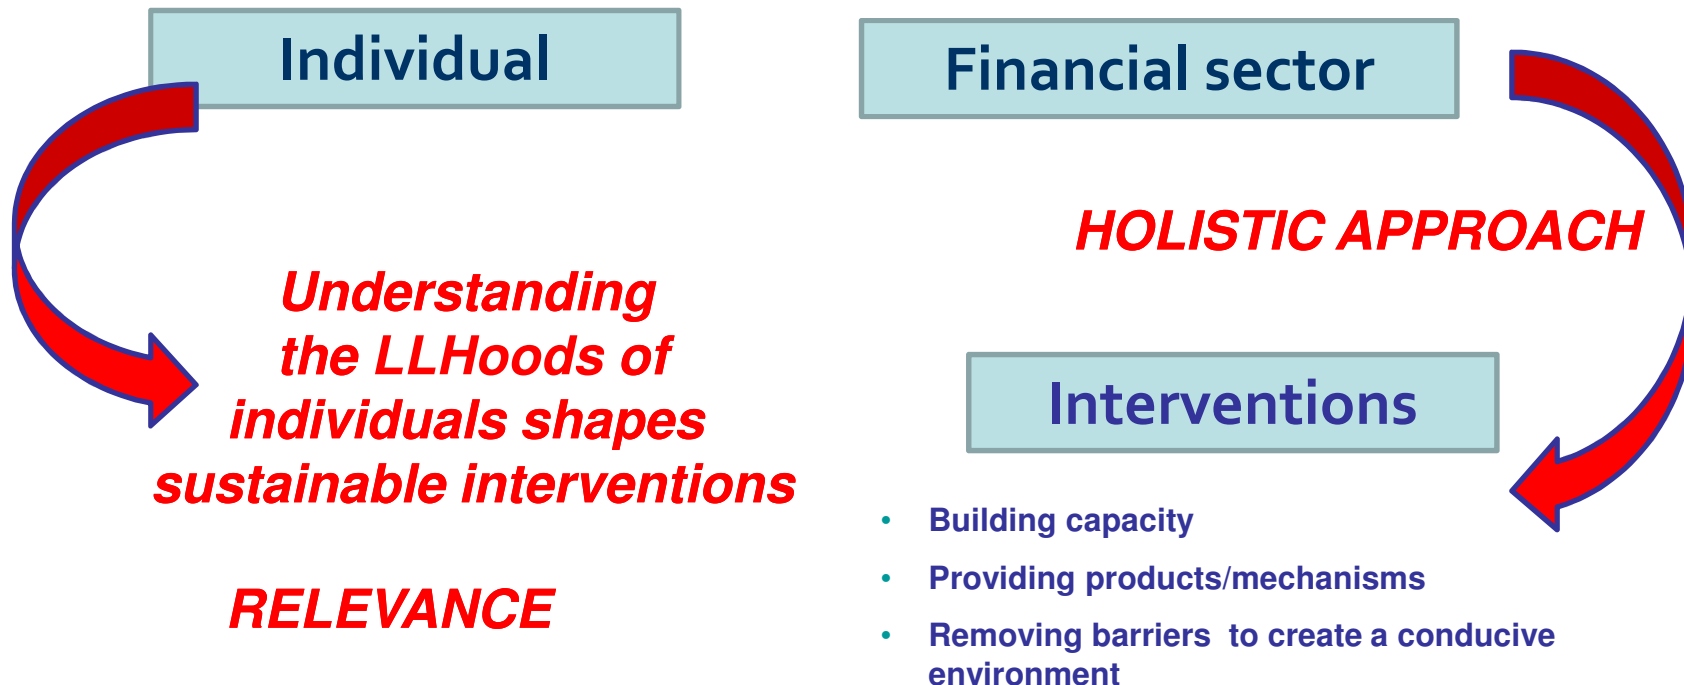 Individual
Understanding
the LLHoods of
individuals shapes
sustainable interventions
RELEVANCE
Financial sector
HOLISTIC APPROACH
Interventions
• Building capacity
• Providing products/mechanisms
• Removing barriers to create a conducive
environment